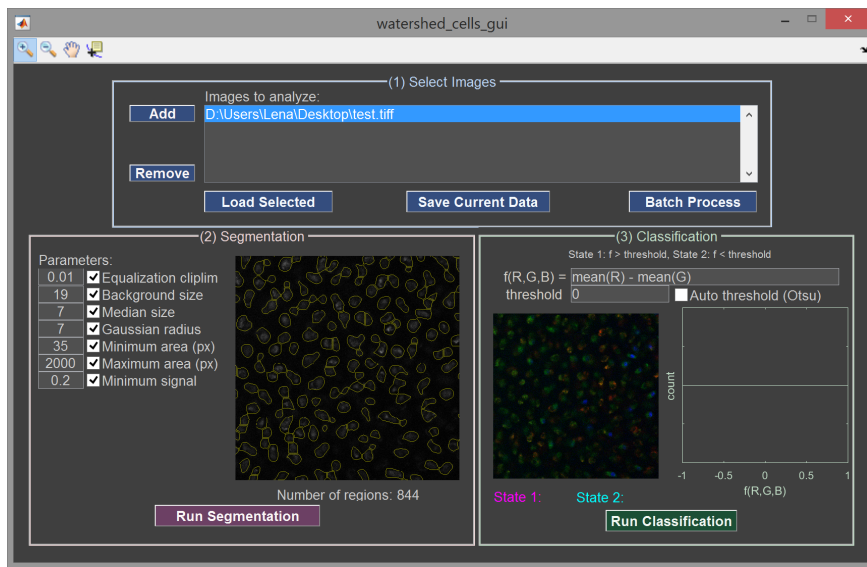 watershed_cells_gui
(1) Select Images
Images to analyze:
Add
D:\Users\Lena\Desktop\test.tiff
Remove
Load Selected
Save Current Data
Batch Process
(2) Segmentation
Parameters:
0.01 Equalization cliplim
19 Background size
7 Median size
7 Gaussian radius
35 Minimum area (px)
2000 Maximum area (px)
0.2 Minimum signal
Number of regions: 844
Run Segmentation
(3) Classification
State 1: f > threshold, State 2: f < threshold
f(R,G,B) = mean(R) - mean(G)
threshold 0 Auto threshold (Otsu)
count
-1 -0.5 0 0.5 1
f(R,G,B)
State 1: State 2:
Run Classification